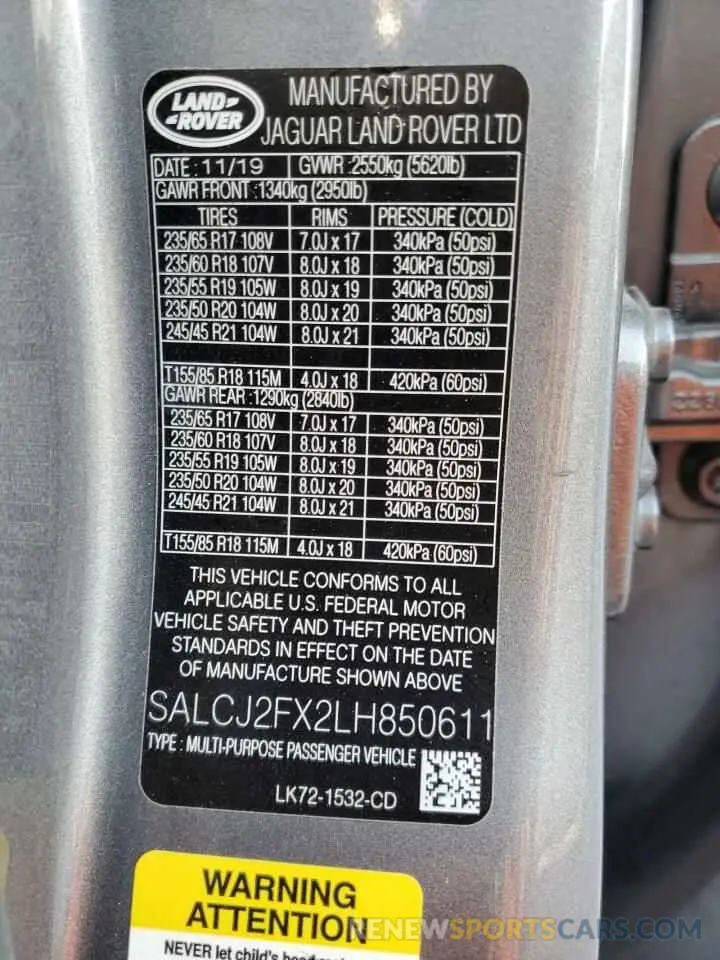 LAND-
-ROVER
MANUFACTURED BY
JAGUAR LAND ROVER LTD
DATE : 11/19 GVWR :2550kg (5620lb)
GAWR FRONT :1340kg (2950lb)
TIRES RIMS PRESSURE (COLD)
235/65 R17 108V 7.0J x 17 340kPa (50psi)
235/60 R18 107V 8.0J x 18 340kPa (50psi)
235/55 R19 105W 8.0J x 19 340kPa (50psi)
235/50 R20 104W 8.0J x 20 340kPa (50psi)
245/45 R21 104W 8.0J x 21 340kPa (50psi)
T155/85 R18 115M 4.0J x 18 420kPa (60psi)
GAWR REAR :1290kg (2840lb)
235/65 R17 108V 7.0J x 17 340kPa (50psi)
235/60 R18 107V 8.0J x 18 340kPa (50psi)
235/55 R19 105W 8.0J x 19 340kPa (50psi)
235/50 R20 104W 8.0J x 20 340kPa (50psi)
245/45 R21 104W 8.0J x 21 340kPa (50psi)
T155/85 R18 115M 4.0J x 18 420kPa (60psi)
THIS VEHICLE CONFORMS TO ALL
APPLICABLE U.S. FEDERAL MOTOR
VEHICLE SAFETY AND THEFT PREVENTION
STANDARDS IN EFFECT ON THE DATE
OF MANUFACTURE SHOWN ABOVE
SALCJ2FX2LH850611
TYPE : MULTI-PURPOSE PASSENGER VEHICLE
LK72-1532-CD
WARNING
ATTENTION
NEVER let child's
RENEWSPORTSCARS.COM